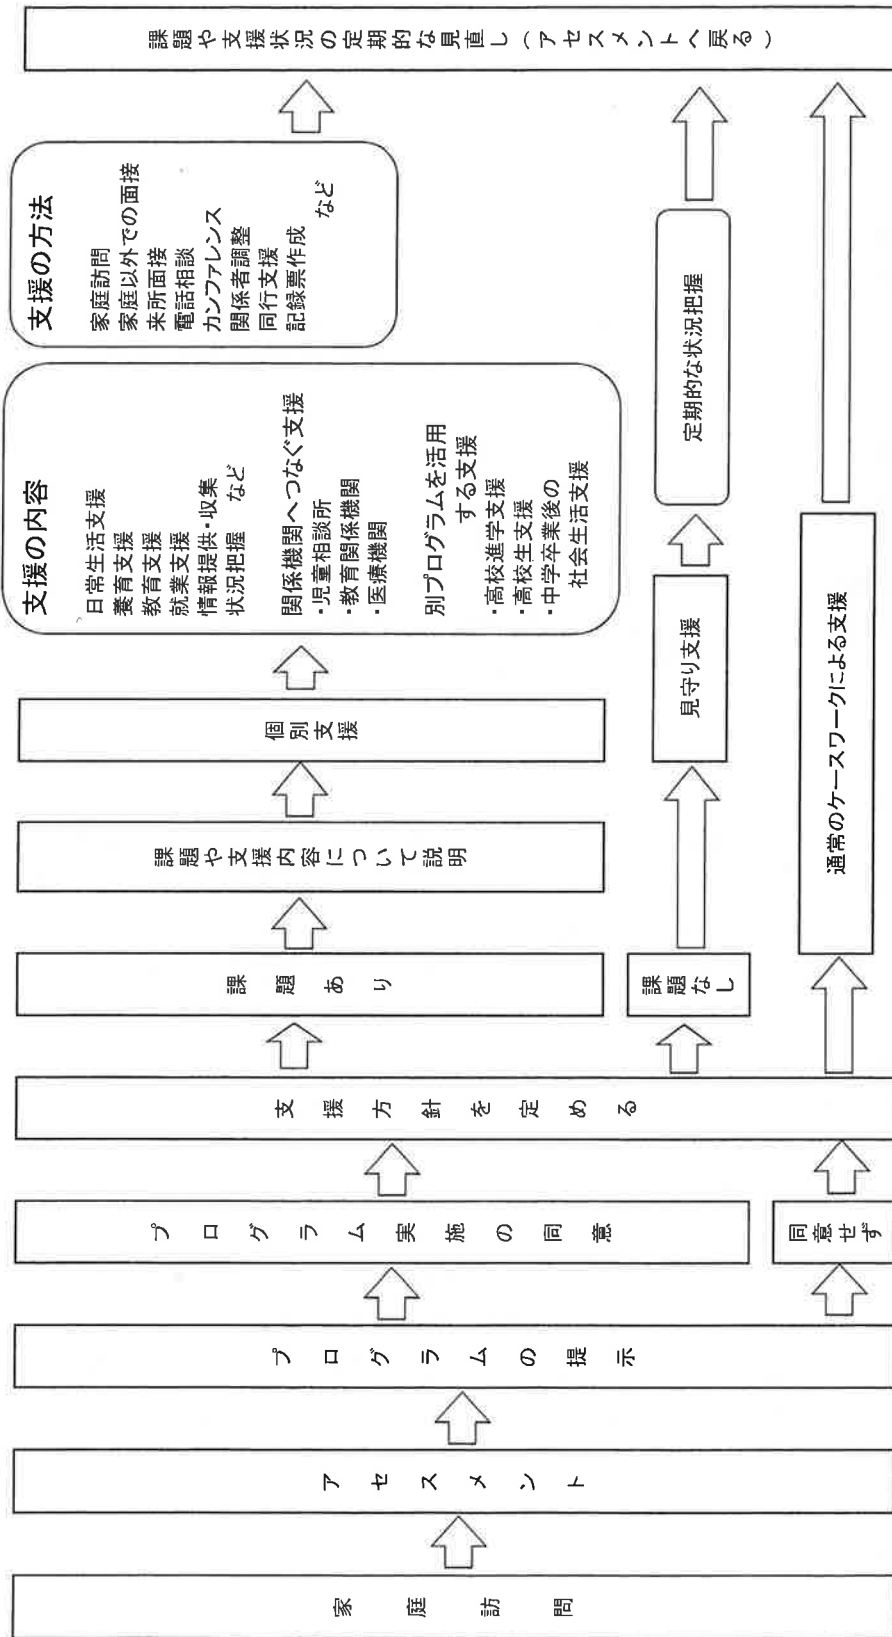 家庭訪問
アセスメント
プログラムの提示
プログラム実施の同意
同意せず
支援方針を定める
課題あり
課題なし
課題や支援内容について説明
個別支援
見守り支援
通常のケースワークによる支援
支援の内容
日常生活支援
養育支援
教育支援
就業支援
情報提供・収集
状況把握 など
関係機関へつなぐ支援
・児童相談所
・教育関係機関
・医療機関
別プログラムを活用
する支援
・高校進学支援
・高校生支援
・中学卒業後の
社会生活支援
定期的な状況把握
支援の方法
家庭訪問
家庭以外での面接
来所面接
電話相談
カンファレンス
関係者調整
同行支援
記録票作成
など
課題や支援状況の定期的な見直し(アセスメントへ戻る)